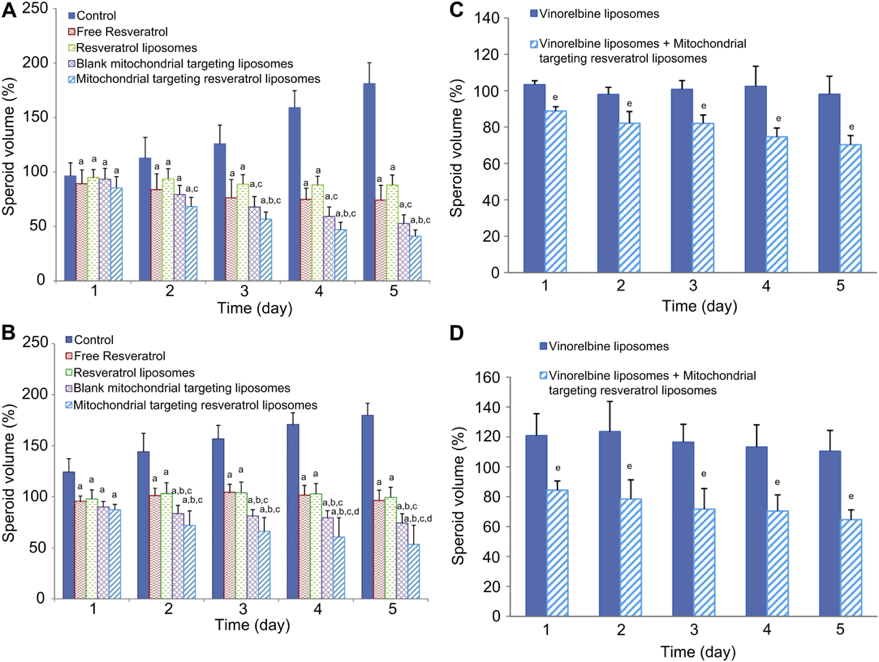 A
250
200
150
100
50
0
Speroid volume (%)
Control
Free Resveratrol
Resveratrol liposomes
Blank mitochondrial targeting liposomes
Mitochondrial targeting resveratrol liposomes
a a a a
a a a a,c
a a a,c a,b,c
a a a,c a,b,c
a a a,c a,b,c
1 2 3 4 5
Time (day)
B
250
200
150
100
50
0
Speroid volume (%)
Control
Free Resveratrol
Resveratrol liposomes
Blank mitochondrial targeting liposomes
Mitochondrial targeting resveratrol liposomes
a a a a
a a a,b,c a,b,c
a a a,b,c a,b,c
a a a,b,c a,b,c,d
a a a,b,c a,b,c,d
1 2 3 4 5
Time (day)
C
140
120
100
80
60
40
20
0
Speroid volume (%)
Vinorelbine liposomes
Vinorelbine liposomes + Mitochondrial
targeting resveratrol liposomes
e e e e e
1 2 3 4 5
Time (day)
D
160
140
120
100
80
60
40
20
0
Speroid volume (%)
Vinorelbine liposomes
Vinorelbine liposomes + Mitochondrial
targeting resveratrol liposomes
e e e e e
1 2 3 4 5
Time (day)